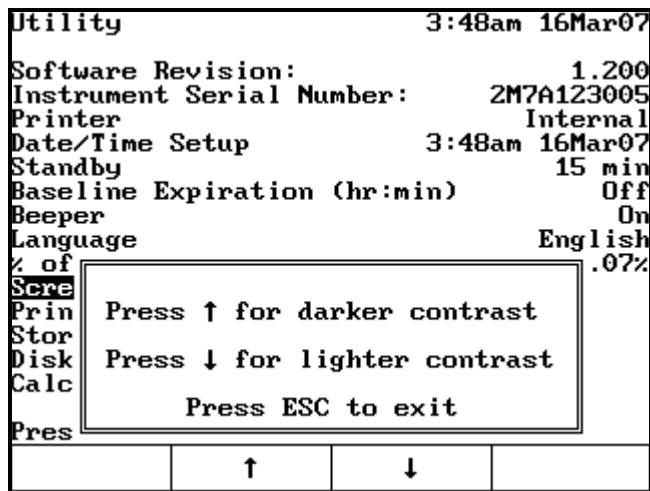 Utility 3:48am 16Mar07
Software Revision: 1.200
Instrument Serial Number: 2M7A123005
Printer Internal
Date/Time Setup 3:48am 16Mar07
Standby 15 min
Baseline Expiration (hr:min) Off
Beeper On
Language English
% of .07%
Scre
Prin Press ↑ for darker contrast
Stor
Disk Press ↓ for lighter contrast
Calc
Press ESC to exit
Pres
↑ ↓